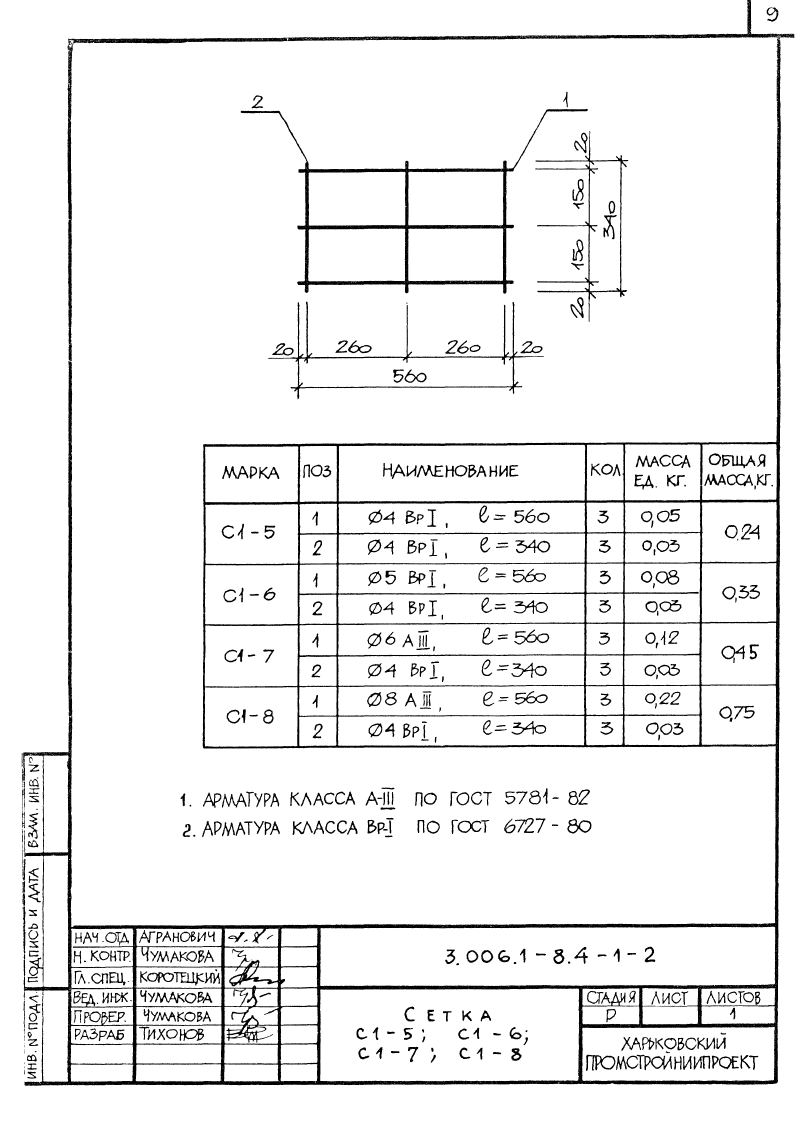 9
2
1
20
150
340
150
20
20
260
260
20
560
МАРКА ПОЗ НАИМЕНОВАНИЕ КОЛ МАССА ЕД. КГ. ОБЩАЯ МАССА,КГ.
С1-5 1 Ø4 ВрI, ℓ=560 3 0,05 0.24
2 Ø4 ВрI, ℓ=340 3 0,03
С1-6 1 Ø5 ВрI, ℓ=560 3 0,08 0,33
2 Ø4 ВрI, ℓ=340 3 0,03
С1-7 1 Ø6 АIII, ℓ=560 3 0,12 0,45
2 Ø4 ВрI, ℓ=340 3 0,03
С1-8 1 Ø8 АIII, ℓ=560 3 0,22 0,75
2 Ø4 ВрI, ℓ=340 3 0,03
1. АРМАТУРА КЛАССА А-III ПО ГОСТ 5781-82
2. АРМАТУРА КЛАССА Вр-I ПО ГОСТ 6727-80
ВЗАМ. ИНВ. №
ПОДПИСЬ И ДАТА
ИНВ. № ПОДЛ.
НАЧ.ОТД АГРАНОВИЧ
Н. КОНТР. ЧУМАКОВА
ГЛ.СПЕЦ. КОРОТЕЦКИЙ
ВЕД. ИНЖ. ЧУМАКОВА
ПРОВЕР. ЧУМАКОВА
РАЗРАБ ТИХОНОВ
3.006.1-8.4-1-2
СЕТКА
С1-5; С1-6;
С1-7; С1-8
СТАДИЯ ЛИСТ ЛИСТОВ
Р 1
ХАРЬКОВСКИЙ
ПРОМСТРОЙНИИПРОЕКТ